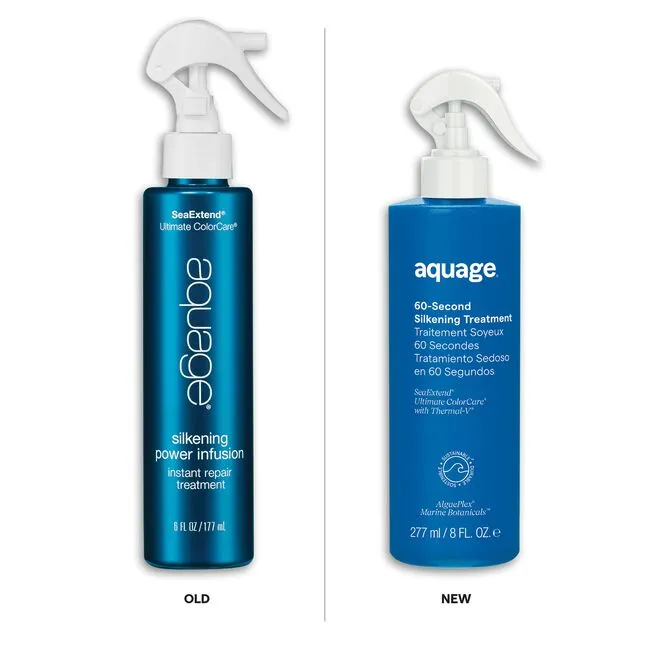 SeaExtend®
Ultimate ColorCare®
aquage®
silkening
power infusion
instant repair
treatment
6 FL OZ/177 mL
OLD
aquage
60-Second
Silkening Treatment
Traitement Soyeux
60 Secondes
Tratamiento Sedoso
en 60 Segundos
SeaExtend®
Ultimate ColorCare®
with Thermal-V®
SUSTAINABLE • DURABLE • SOSTENIBLE •
AlgaePlex®
Marine Botanicals™
277 ml / 8 FL. OZ. ℮
NEW